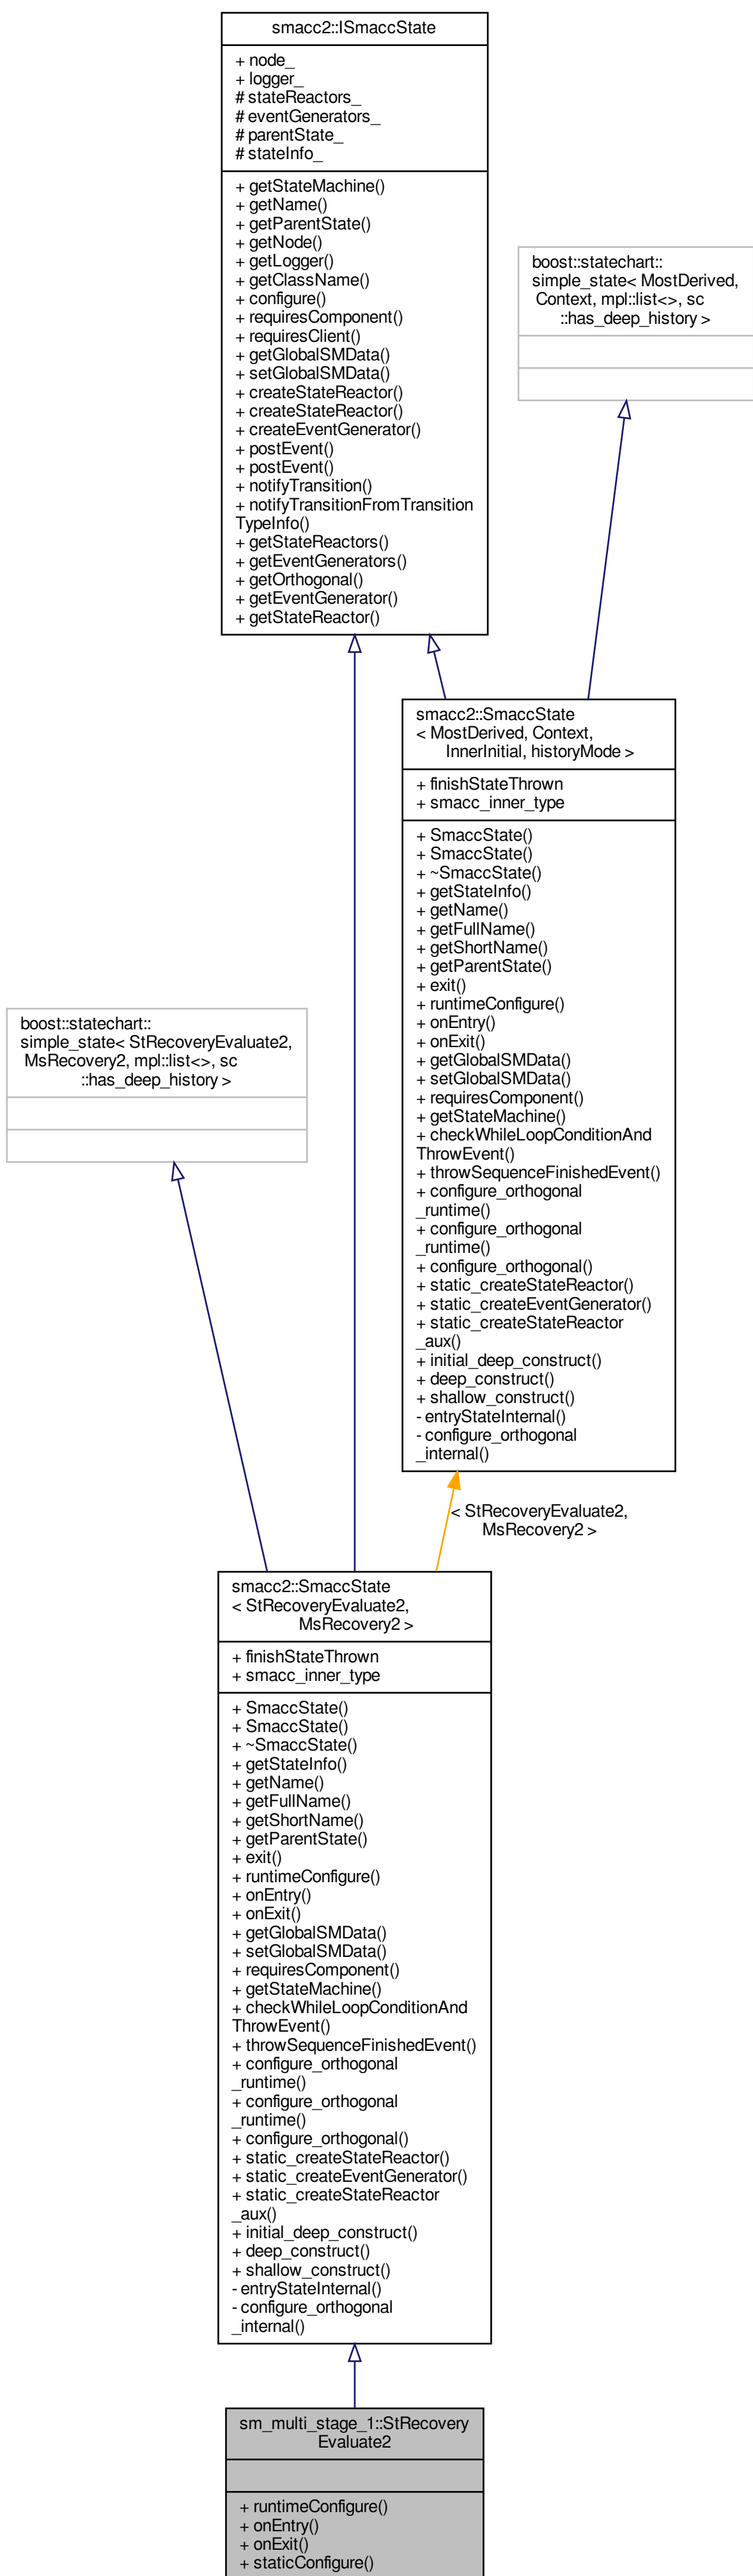 smacc2::ISmaccState
+ node_
+ logger_
# stateReactors_
# eventGenerators_
# parentState_
# stateInfo_
+ getStateMachine()
+ getName()
+ getParentState()
+ getNode()
+ getLogger()
+ getClassName()
+ configure()
+ requiresComponent()
+ requiresClient()
+ getGlobalSMData()
+ setGlobalSMData()
+ createStateReactor()
+ createStateReactor()
+ createEventGenerator()
+ postEvent()
+ postEvent()
+ notifyTransition()
+ notifyTransitionFromTransition
TypeInfo()
+ getStateReactors()
+ getEventGenerators()
+ getOrthogonal()
+ getEventGenerator()
+ getStateReactor()
boost::statechart::
simple_state< MostDerived,
Context, mpl::list<>, sc
::has_deep_history >
smacc2::SmaccState
< MostDerived, Context,
InnerInitial, historyMode >
+ finishStateThrown
+ smacc_inner_type
+ SmaccState()
+ SmaccState()
+ ~SmaccState()
+ getStateInfo()
+ getName()
+ getFullName()
+ getShortName()
+ getParentState()
+ exit()
+ runtimeConfigure()
+ onEntry()
+ onExit()
+ getGlobalSMData()
+ setGlobalSMData()
+ requiresComponent()
+ getStateMachine()
+ checkWhileLoopConditionAnd
ThrowEvent()
+ throwSequenceFinishedEvent()
+ configure_orthogonal
_runtime()
+ configure_orthogonal
_runtime()
+ configure_orthogonal()
+ static_createStateReactor()
+ static_createEventGenerator()
+ static_createStateReactor
_aux()
+ initial_deep_construct()
+ deep_construct()
+ shallow_construct()
- entryStateInternal()
- configure_orthogonal
_internal()
boost::statechart::
simple_state< StRecoveryEvaluate2,
MsRecovery2, mpl::list<>, sc
::has_deep_history >
< StRecoveryEvaluate2,
MsRecovery2 >
smacc2::SmaccState
< StRecoveryEvaluate2,
MsRecovery2 >
+ finishStateThrown
+ smacc_inner_type
+ SmaccState()
+ SmaccState()
+ ~SmaccState()
+ getStateInfo()
+ getName()
+ getFullName()
+ getShortName()
+ getParentState()
+ exit()
+ runtimeConfigure()
+ onEntry()
+ onExit()
+ getGlobalSMData()
+ setGlobalSMData()
+ requiresComponent()
+ getStateMachine()
+ checkWhileLoopConditionAnd
ThrowEvent()
+ throwSequenceFinishedEvent()
+ configure_orthogonal
_runtime()
+ configure_orthogonal
_runtime()
+ configure_orthogonal()
+ static_createStateReactor()
+ static_createEventGenerator()
+ static_createStateReactor
_aux()
+ initial_deep_construct()
+ deep_construct()
+ shallow_construct()
- entryStateInternal()
- configure_orthogonal
_internal()
sm_multi_stage_1::StRecovery
Evaluate2
+ runtimeConfigure()
+ onEntry()
+ onExit()
+ staticConfigure()